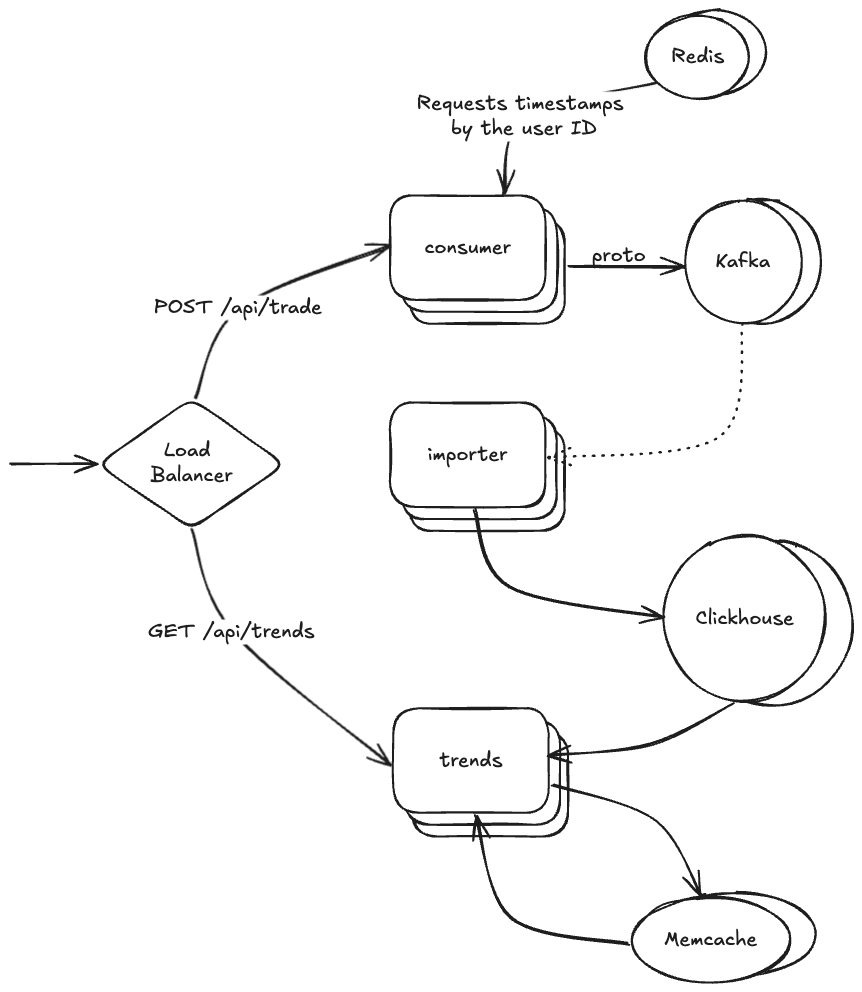 Redis
Requests timestamps
by the user ID
consumer
proto
Kafka
POST /api/trade
Load
Balancer
importer
Clickhouse
GET /api/trends
trends
Memcache